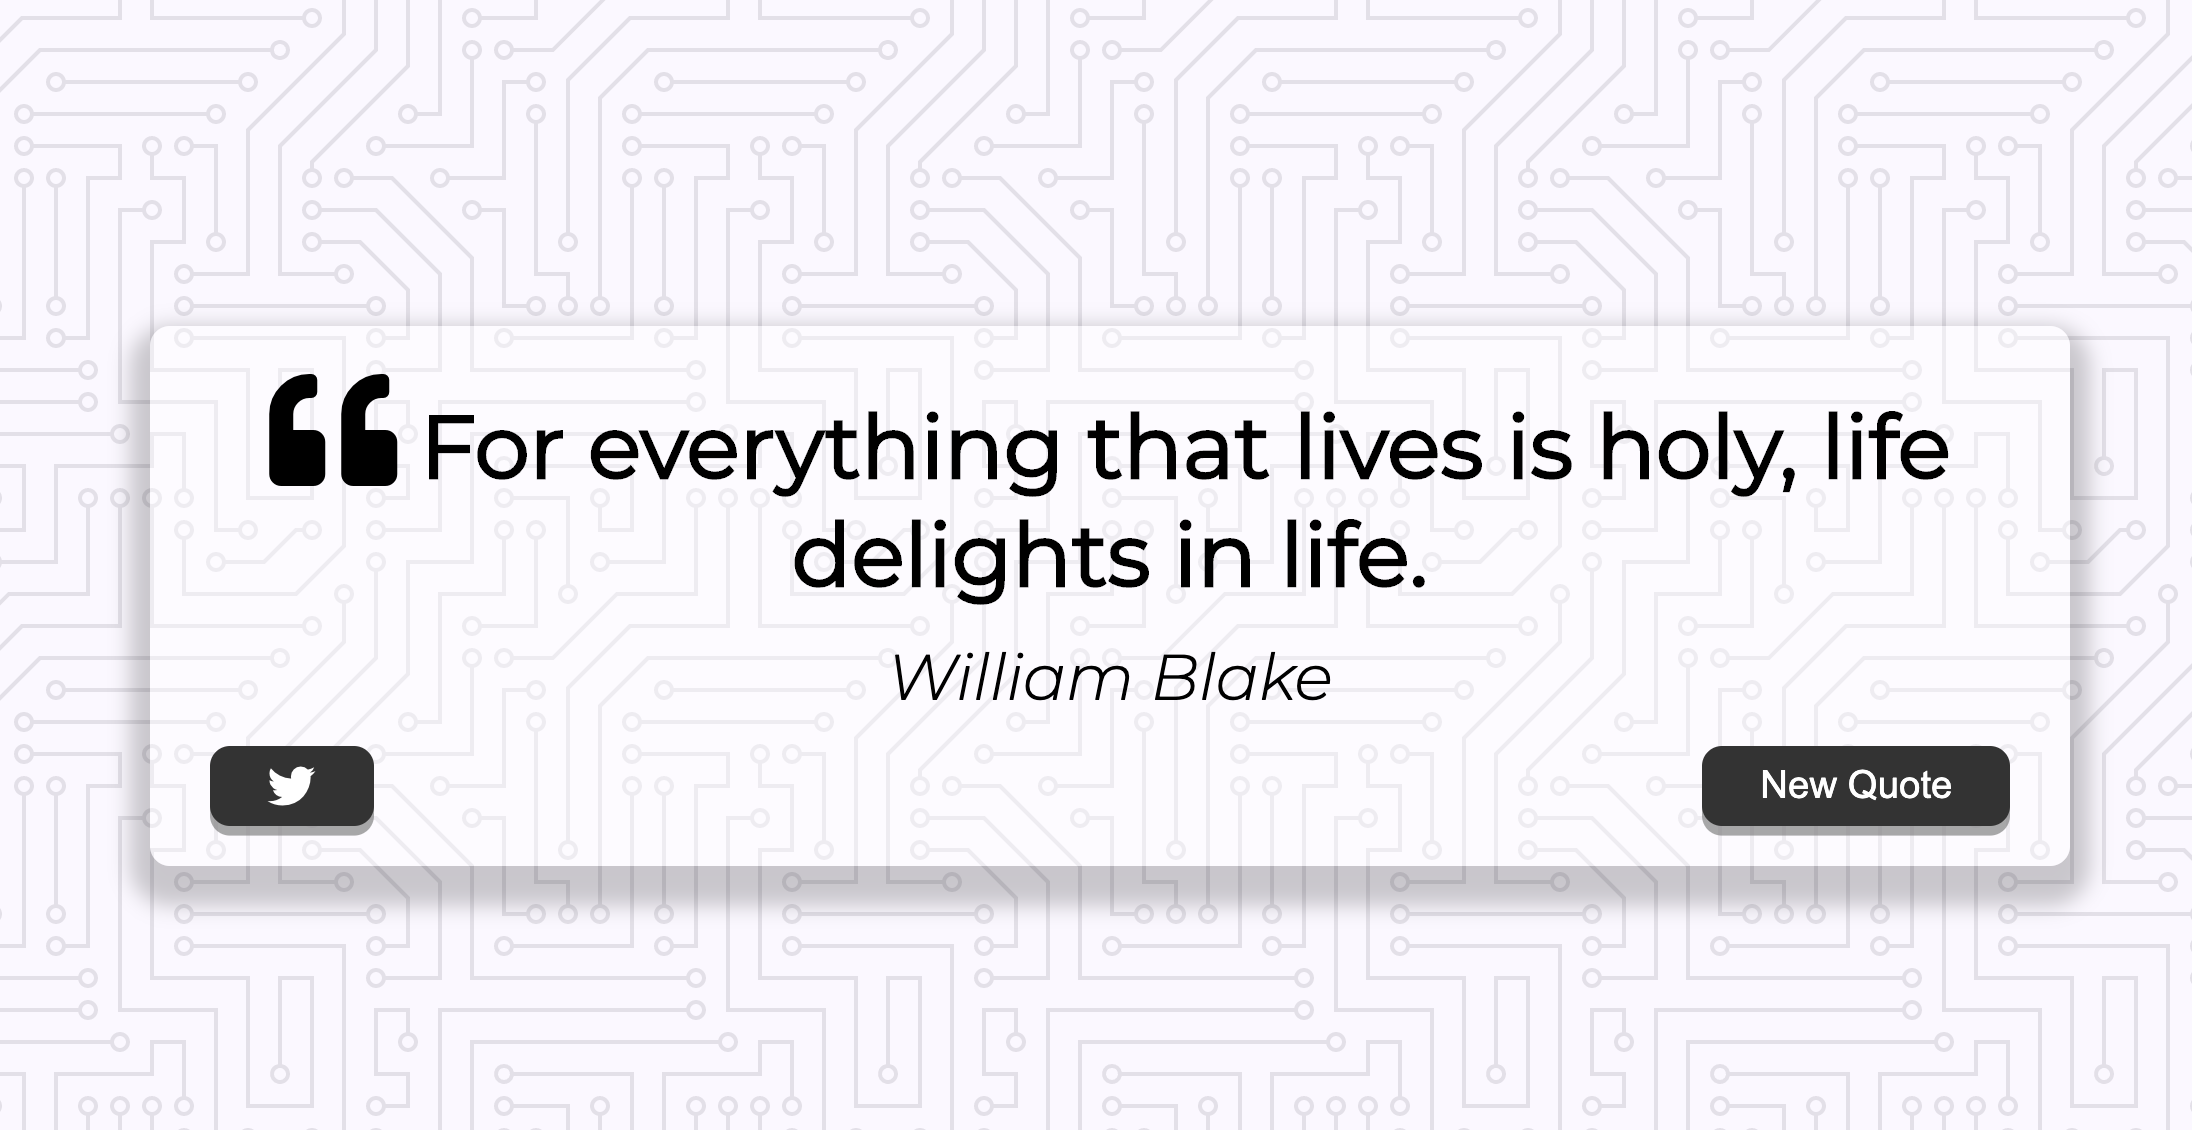 For everything that lives is holy, life
delights in life.
William Blake
New Quote